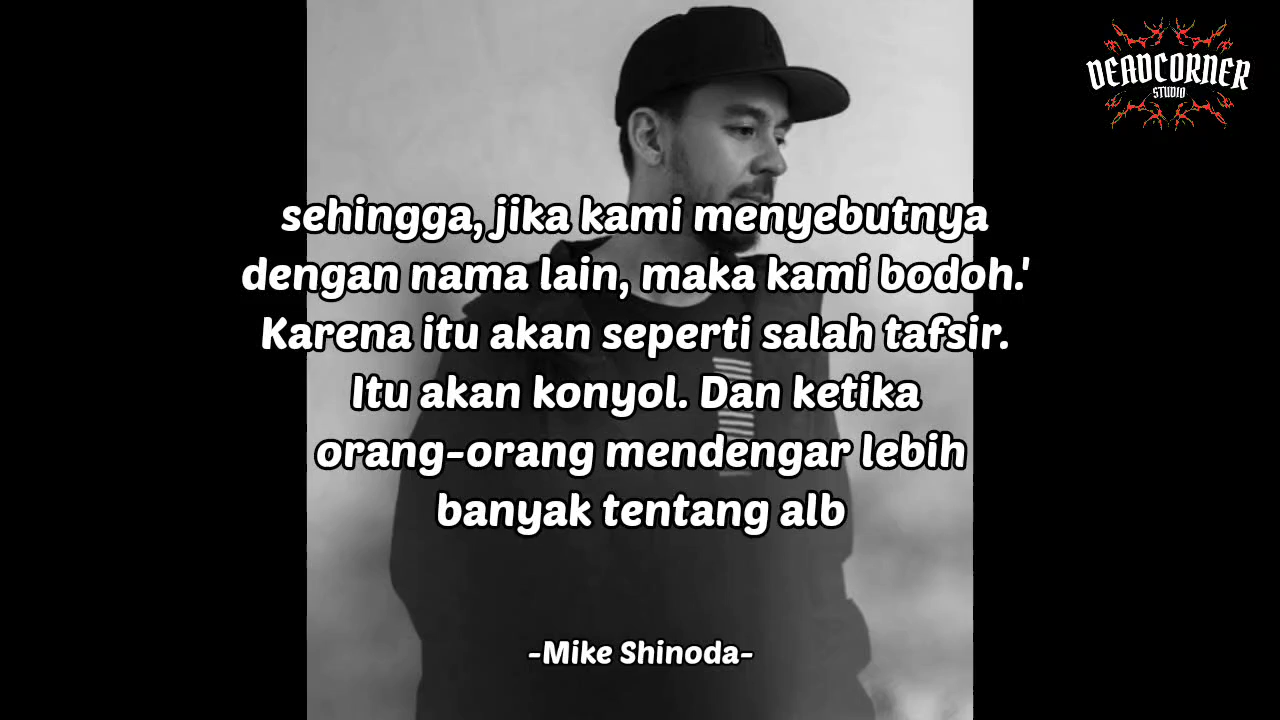 DEADCORNER
STUDIO
sehingga, jika kami menyebutnya
dengan nama lain, maka kami bodoh.'
Karena itu akan seperti salah tafsir.
Itu akan konyol. Dan ketika
orang-orang mendengar lebih
banyak tentang alb
-Mike Shinoda-